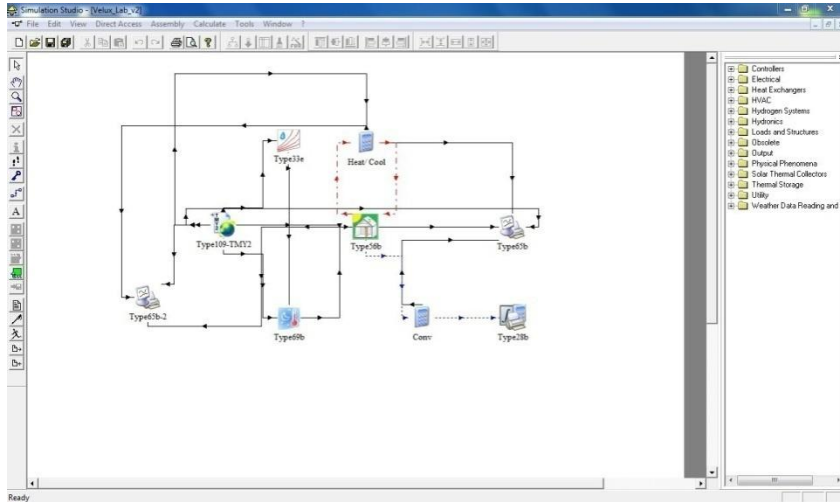 Simulation Studio - [Velux_Lab_v2]
File Edit View Direct Access Assembly Calculate Tools Window ?
Type33e
Heat/ Cool
Type109-TMY2
Type56b
Type65b
Type65b-2
Type69b
Conv
Type28b
Controllers
Electrical
Heat Exchangers
HVAC
Hydrogen Systems
Hydronics
Loads and Structures
Obsolete
Output
Physical Phenomena
Solar Thermal Collectors
Thermal Storage
Utility
Weather Data Reading and
Ready